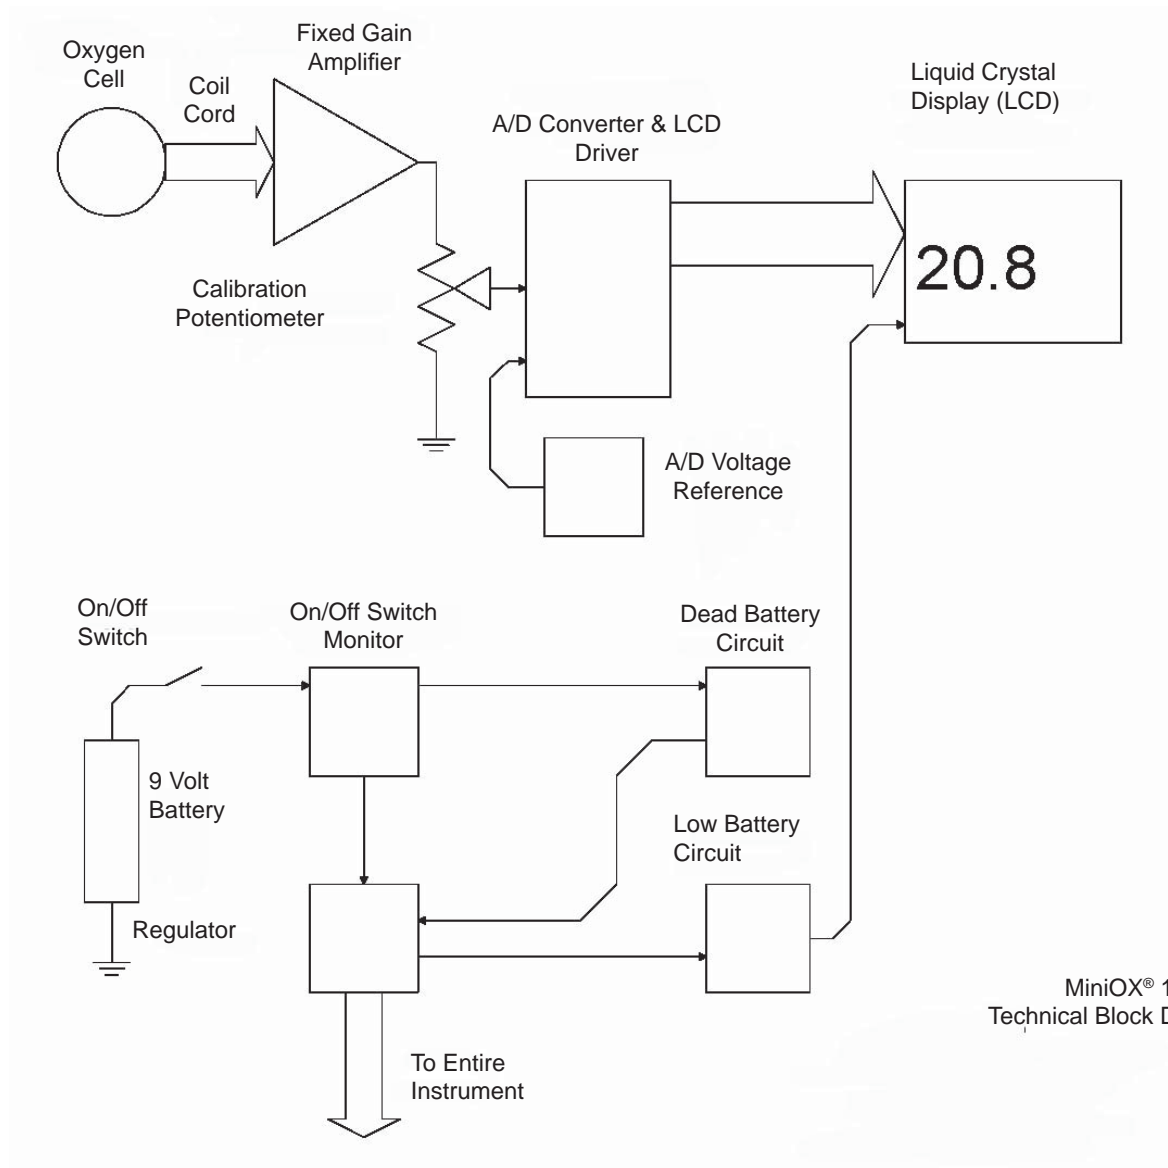 Oxygen
Cell
Coil
Cord
Fixed Gain
Amplifier
A/D Converter & LCD
Driver
Liquid Crystal
Display (LCD)
20.8
Calibration
Potentiometer
A/D Voltage
Reference
On/Off
Switch
On/Off Switch
Monitor
Dead Battery
Circuit
9 Volt
Battery
Low Battery
Circuit
Regulator
To Entire
Instrument
MiniOX® 1
Technical Block D